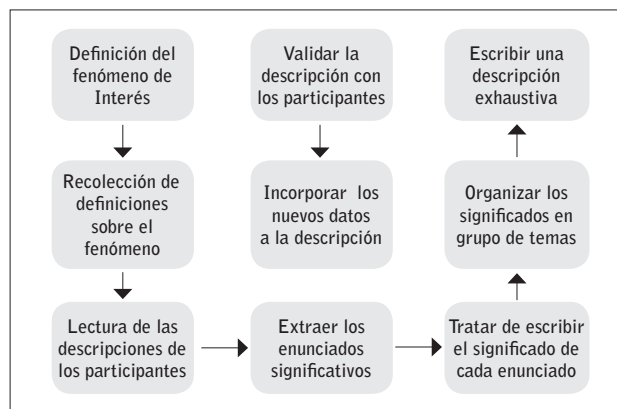 Definición del
fenómeno de
Interés
Validar la
descripción con
los participantes
Escribir una
descripción
exhaustiva
Recolección de
definiciones
sobre el
fenómeno
Incorporar los
nuevos datos
a la descripción
Organizar los
significados en
grupo de temas
Lectura de las
descripciones de
los participantes
Extraer los
enunciados
significativos
Tratar de escribir
el significado de
cada enunciado